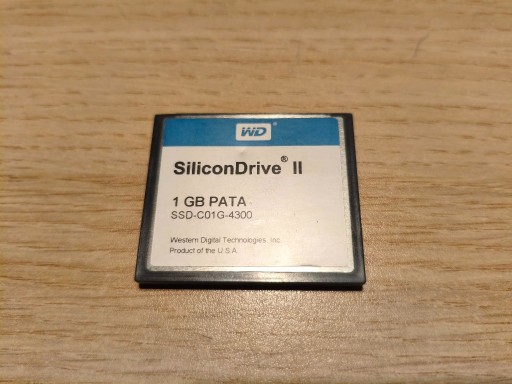 WD
SiliconDrive® II
1 GB PATA
SSD-C01G-4300
Western Digital Technologies, Inc.
Product of the U.S.A.